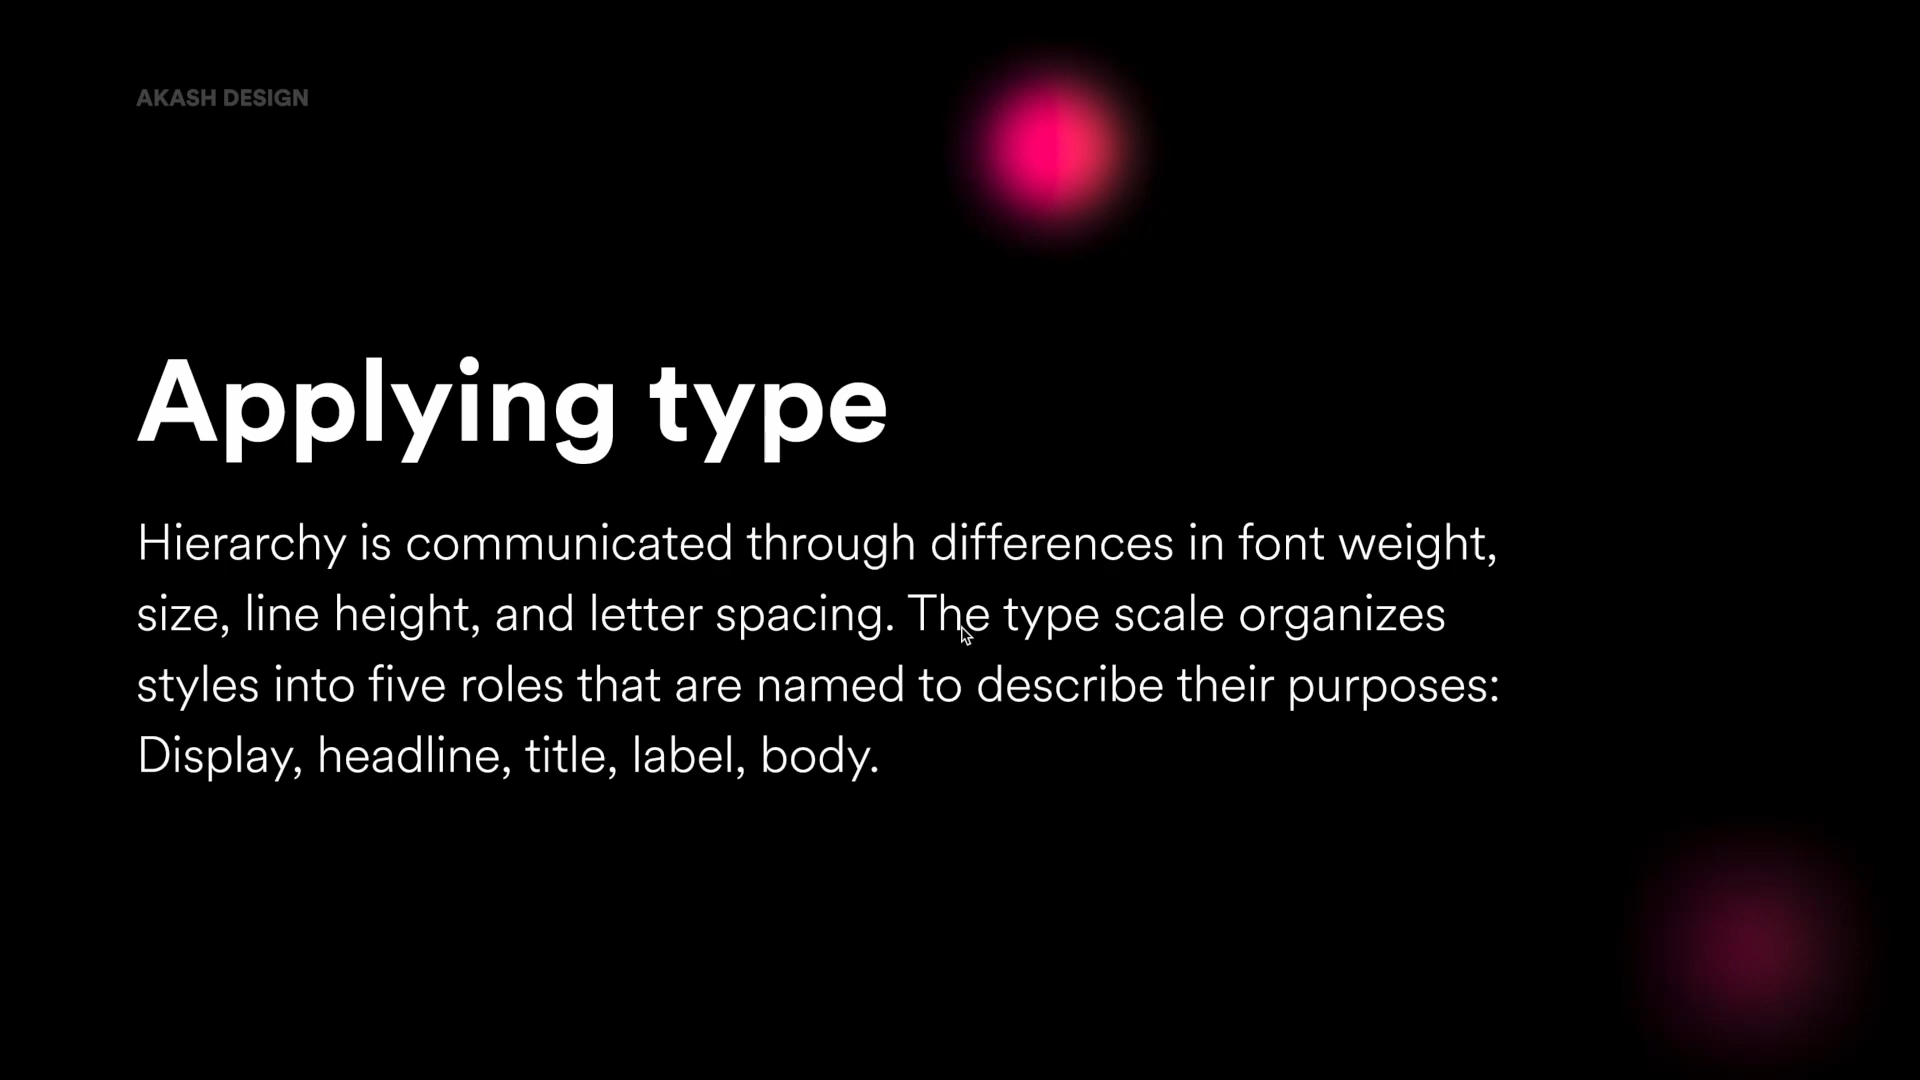 AKASH DESIGN
Applying type
Hierarchy is communicated through differences in font weight,
size, line height, and letter spacing. The type scale organizes
styles into five roles that are named to describe their purposes:
Display, headline, title, label, body.